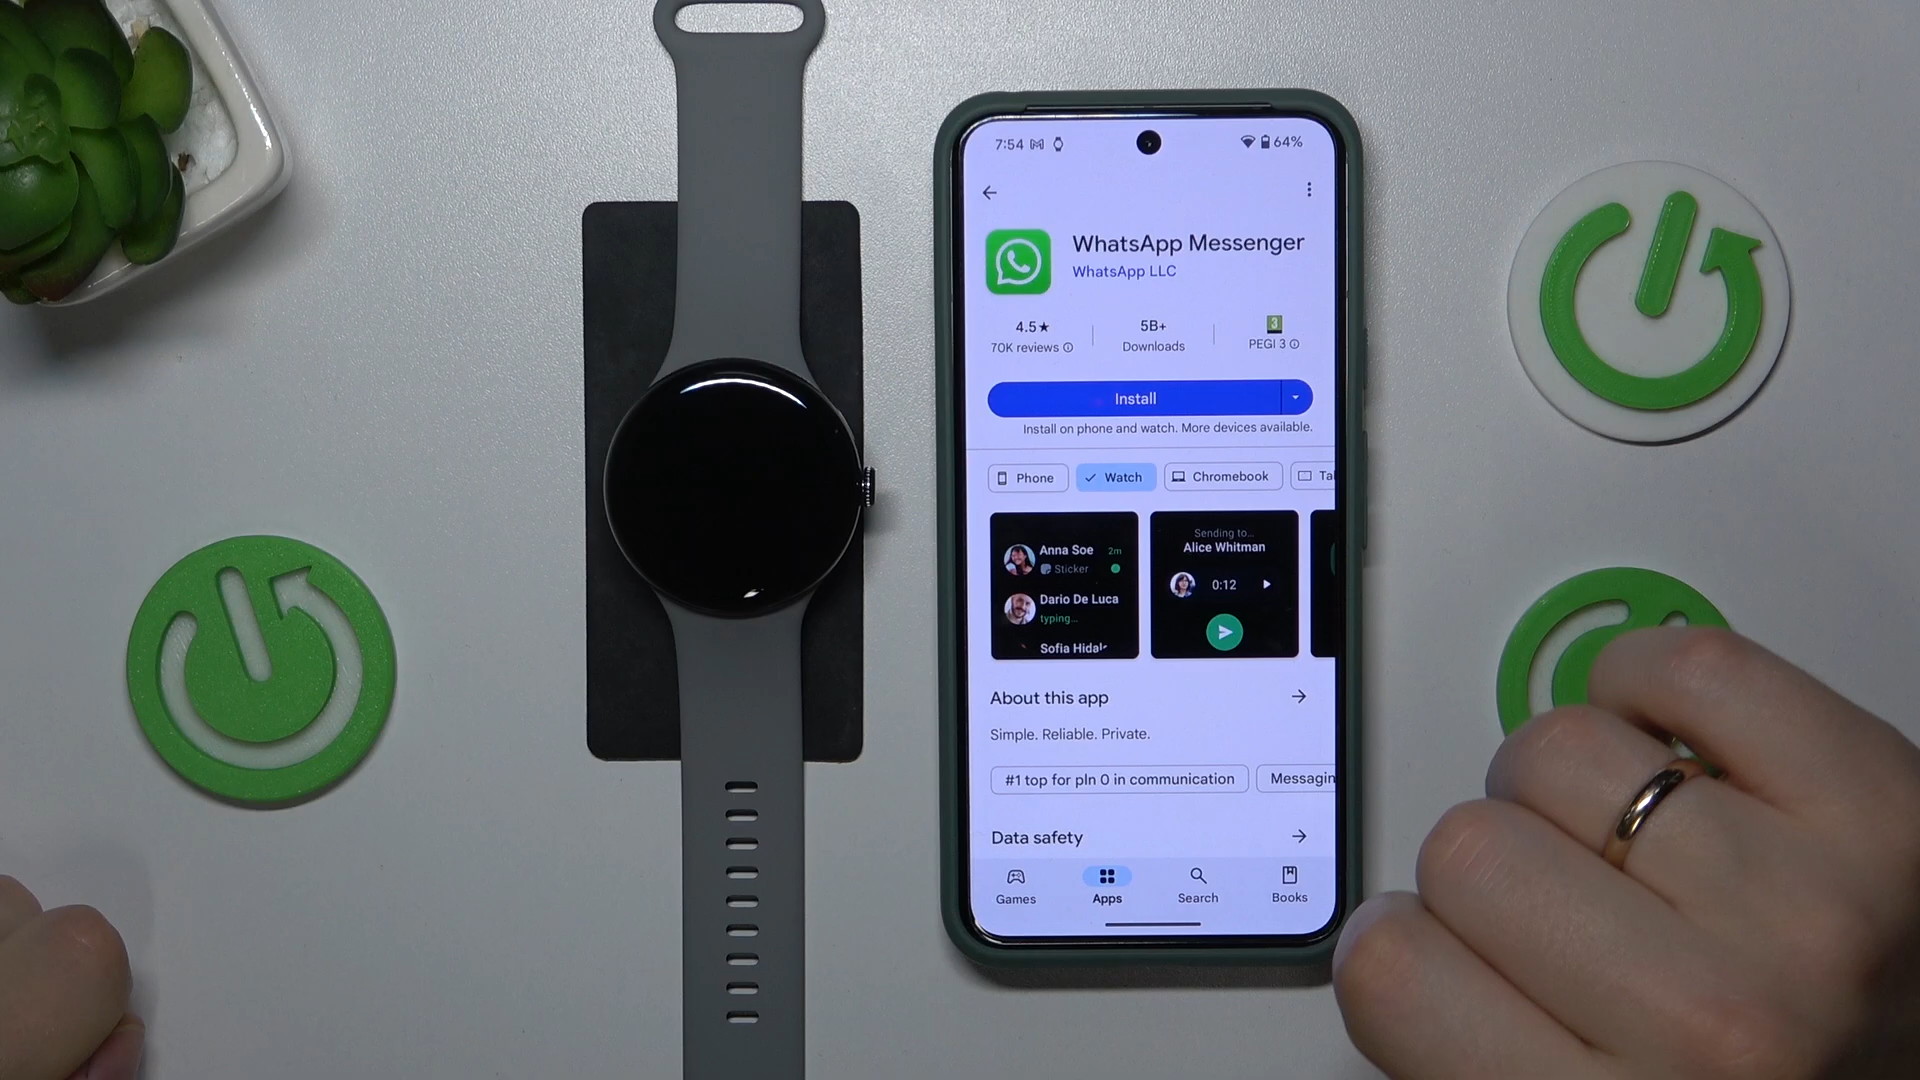 7:54
64%
WhatsApp Messenger
WhatsApp LLC
4.5★
70K reviews
5B+
Downloads
3
PEGI 3
Install
Install on phone and watch. More devices available.
Phone
Watch
Chromebook
Anna Soe 2m
Sticker
Dario De Luca
typing...
Sending to...
Alice Whitman
0:12
About this app
Simple. Reliable. Private.
#1 top for pln 0 in communication
Data safety
Games
Apps
Search
Books